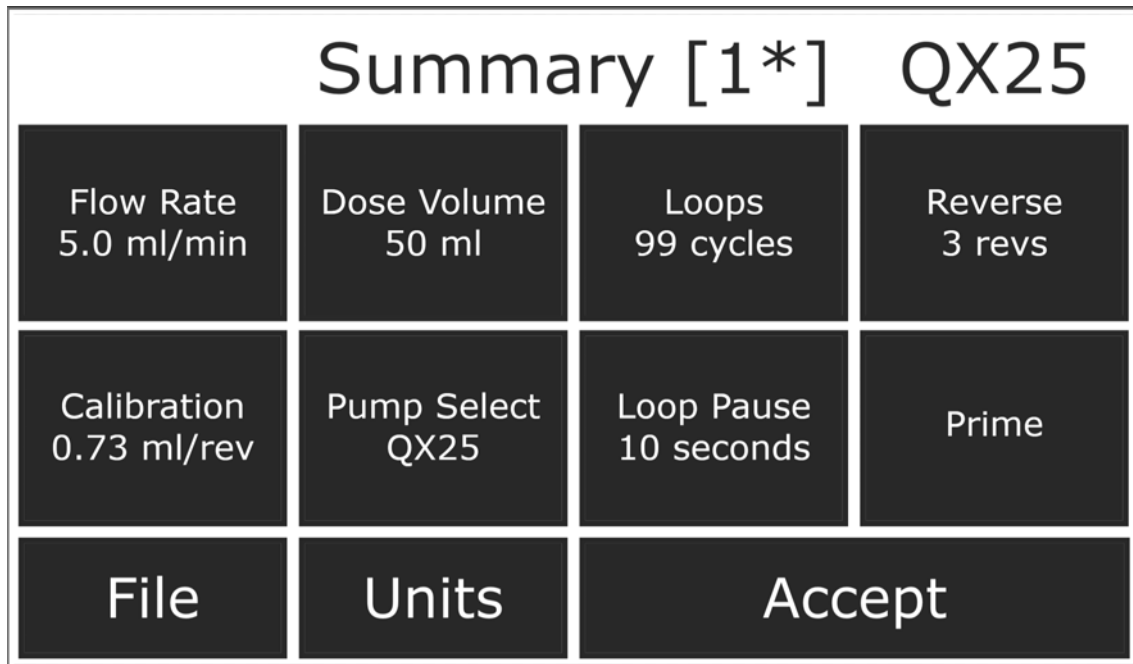 Summary [1*] QX25
Flow Rate
5.0 ml/min
Dose Volume
50 ml
Loops
99 cycles
Reverse
3 revs
Calibration
0.73 ml/rev
Pump Select
QX25
Loop Pause
10 seconds
Prime
File
Units
Accept